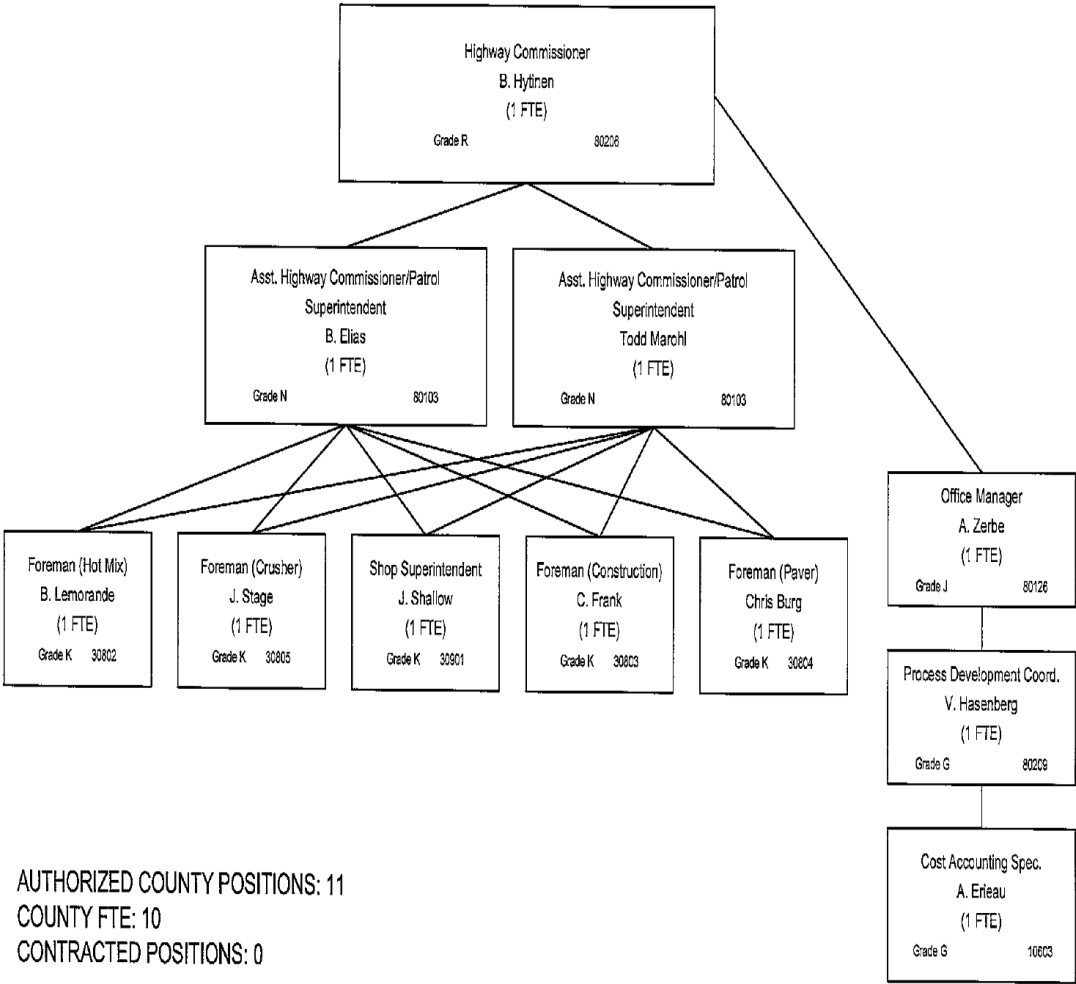 Highway Commissioner
B. Hytinen
(1 FTE)
Grade R 80208
Asst. Highway Commissioner/Patrol
Superintendent
B. Elias
(1 FTE)
Grade N 80103
Asst. Highway Commissioner/Patrol
Superintendent
Todd Marohl
(1 FTE)
Grade N 80103
Foreman (Hot Mix)
B. Lemorande
(1 FTE)
Grade K 30802
Foreman (Crusher)
J. Stage
(1 FTE)
Grade K 30805
Shop Superintendent
J. Shallow
(1 FTE)
Grade K 30901
Foreman (Construction)
C. Frank
(1 FTE)
Grade K 30803
Foreman (Paver)
Chris Burg
(1 FTE)
Grade K 30804
Office Manager
A. Zerbe
(1 FTE)
Grade J 80126
Process Development Coord.
V. Hasenberg
(1 FTE)
Grade G 80209
Cost Accounting Spec.
A. Erieau
(1 FTE)
Grade G 10603
AUTHORIZED COUNTY POSITIONS: 11
COUNTY FTE: 10
CONTRACTED POSITIONS: 0